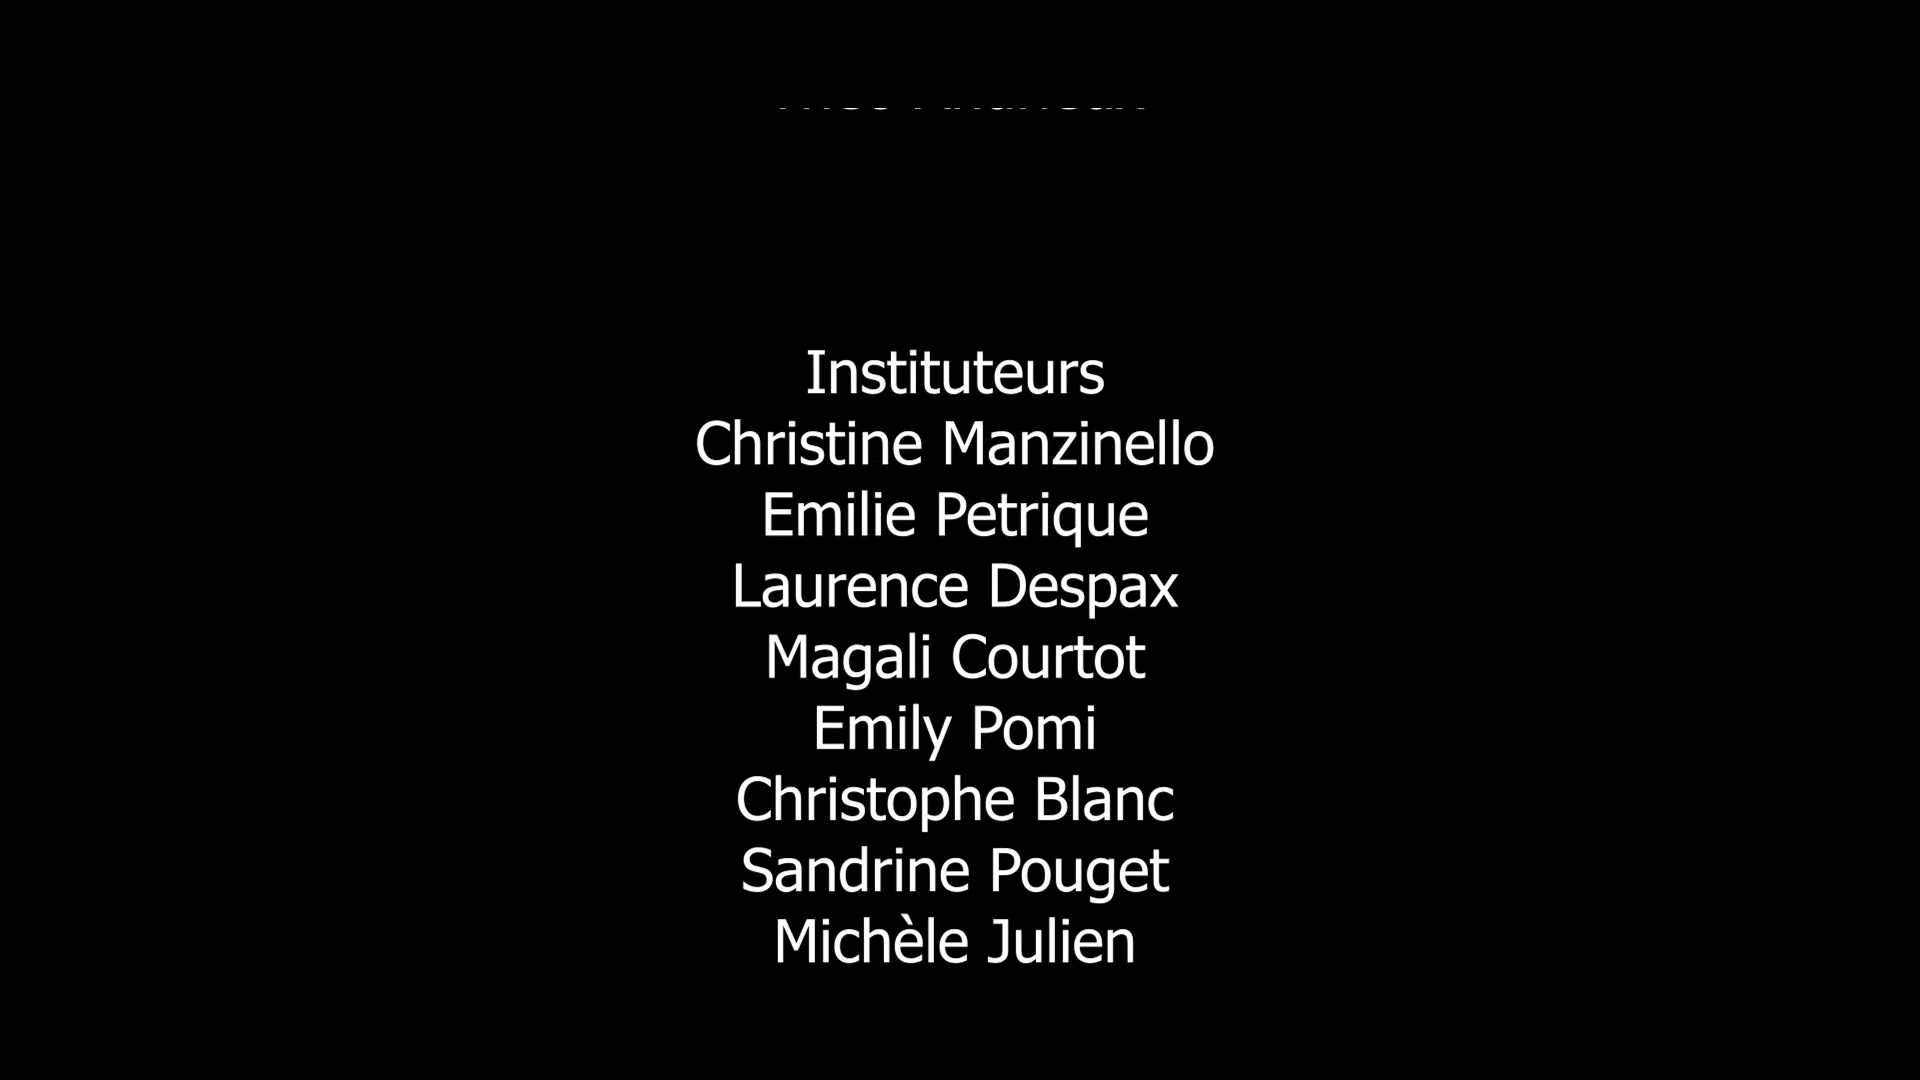 Instituteurs
Christine Manzinello
Emilie Petrique
Laurence Despax
Magali Courtot
Emily Pomi
Christophe Blanc
Sandrine Pouget
Michèle Julien